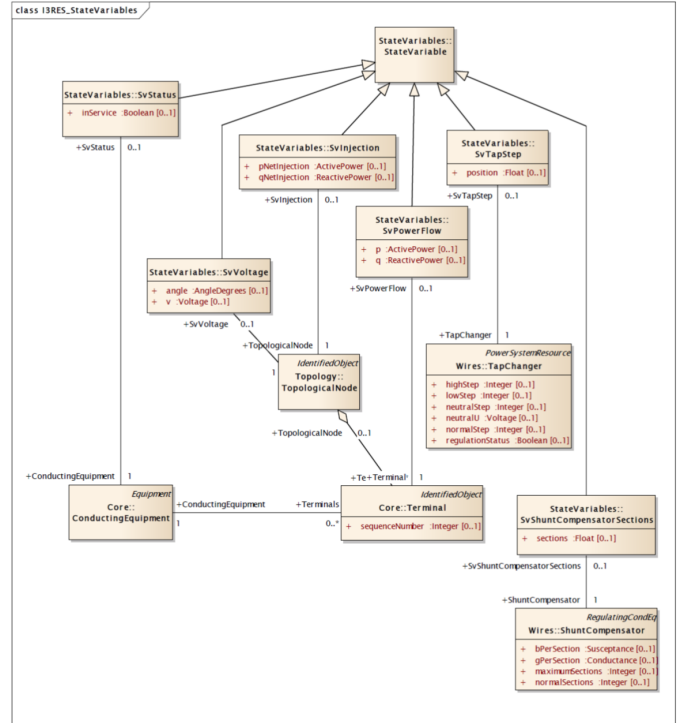 class I3RES_StateVariables
StateVariables::
StateVariable
StateVariables::SvStatus
+ inService :Boolean [0..1]
+SvStatus 0..1
StateVariables::SvInjection
+ pNetInjection :ActivePower [0..1]
+ qNetInjection :ReactivePower [0..1]
+SvInjection 0..1
StateVariables::
SvTapStep
+ position :Float [0..1]
+SvTapStep 0..1
StateVariables::
SvPowerFlow
+ p :ActivePower [0..1]
+ q :ReactivePower [0..1]
+SvPowerFlow 0..1
StateVariables::SvVoltage
+ angle :AngleDegrees [0..1]
+ v :Voltage [0..1]
+SvVoltage 0..1
+TopologicalNode 1
1
+TapChanger 1
IdentifiedObject
Topology::
TopologicalNode
+TopologicalNode 0..1
PowerSystemResource
Wires::TapChanger
+ highStep :Integer [0..1]
+ lowStep :Integer [0..1]
+ neutralStep :Integer [0..1]
+ neutralU :Voltage [0..1]
+ normalStep :Integer [0..1]
+ regulationStatus :Boolean [0..1]
+ConductingEquipment 1
+Te+Terminal 1
Equipment
Core::
ConductingEquipment
+ConductingEquipment
1
+Terminals
0..*
IdentifiedObject
Core::Terminal
+ sequenceNumber :Integer [0..1]
StateVariables::
SvShuntCompensatorSections
+ sections :Float [0..1]
+SvShuntCompensatorSections 0..1
+ShuntCompensator 1
RegulatingCondEq
Wires::ShuntCompensator
+ bPerSection :Susceptance [0..1]
+ gPerSection :Conductance [0..1]
+ maximumSections :Integer [0..1]
+ normalSections :Integer [0..1]